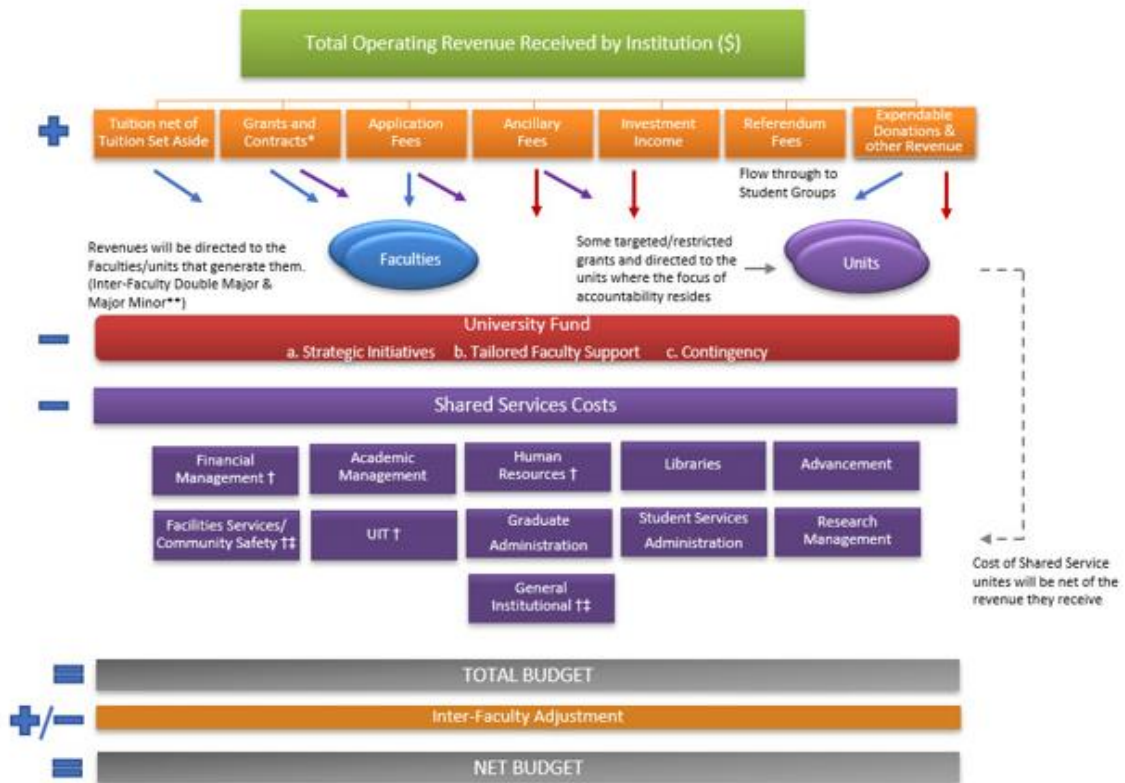 Total Operating Revenue Received by Institution ($)
Tuition net of
Tuition Set Aside
Grants and
Contracts*
Application
Fees
Ancillary
Fees
Investment
Income
Referendum
Fees
Expendable
Donations &
other Revenue
Flow through to
Student Groups
Revenues will be directed to the
Faculties/units that generate them.
(Inter-Faculty Double Major &
Major Minor**)
Faculties
Some targeted/restricted
grants and directed to the
units where the focus of
accountability resides
Units
University Fund
a. Strategic Initiatives b. Tailored Faculty Support c. Contingency
Shared Services Costs
Financial
Management †
Academic
Management
Human
Resources †
Libraries
Advancement
Facilities Services/
Community Safety †‡
UIT †
Graduate
Administration
Student Services
Administration
Research
Management
General
Institutional †‡
Cost of Shared Service
unites will be net of the
revenue they receive
TOTAL BUDGET
Inter-Faculty Adjustment
NET BUDGET